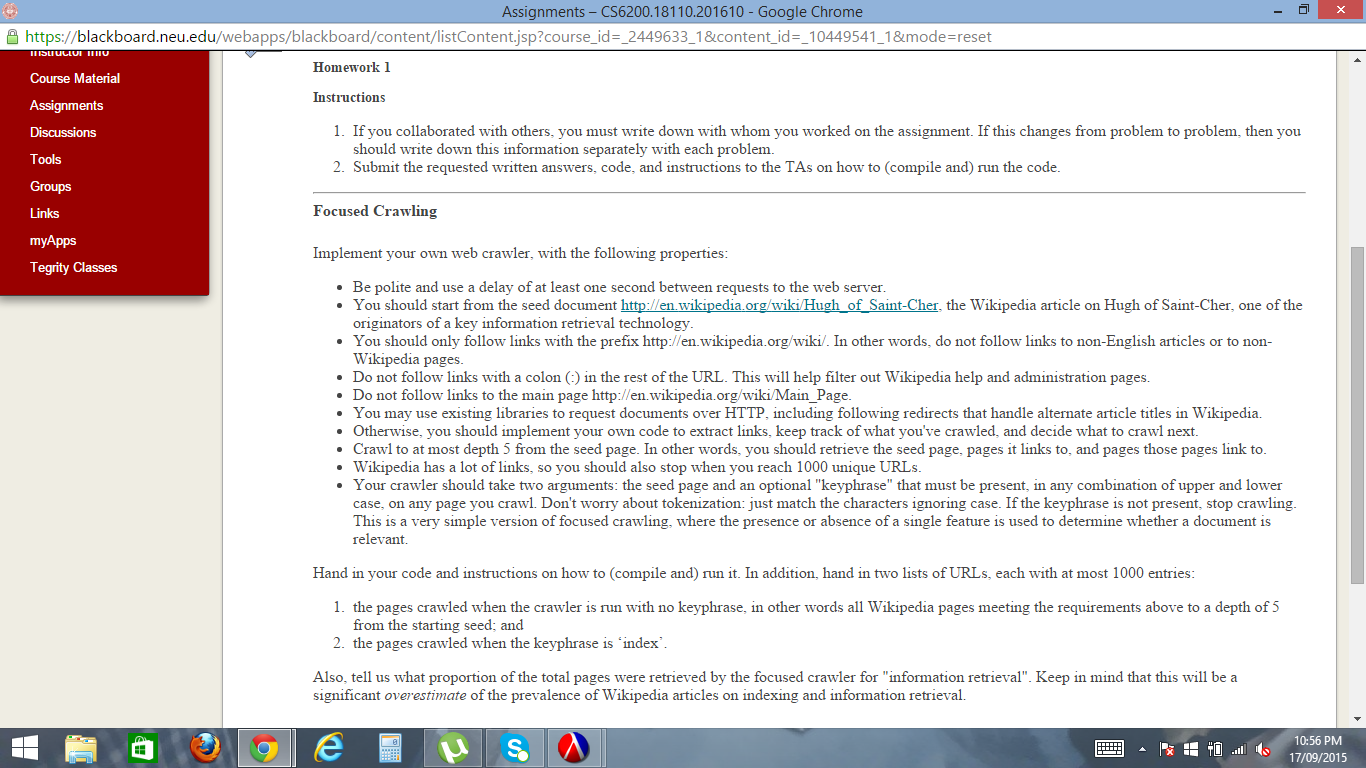 Assignments – CS6200.18110.201610 - Google Chrome
https://blackboard.neu.edu/webapps/blackboard/content/listContent.jsp?course_id=_2449633_1&content_id=_10449541_1&mode=reset
Instructor Info
Course Material
Assignments
Discussions
Tools
Groups
Links
myApps
Tegrity Classes
Homework 1
Instructions
1. If you collaborated with others, you must write down with whom you worked on the assignment. If this changes from problem to problem, then you
should write down this information separately with each problem.
2. Submit the requested written answers, code, and instructions to the TAs on how to (compile and) run the code.
Focused Crawling
Implement your own web crawler, with the following properties:
• Be polite and use a delay of at least one second between requests to the web server.
• You should start from the seed document http://en.wikipedia.org/wiki/Hugh_of_Saint-Cher, the Wikipedia article on Hugh of Saint-Cher, one of the
originators of a key information retrieval technology.
• You should only follow links with the prefix http://en.wikipedia.org/wiki/. In other words, do not follow links to non-English articles or to non-
Wikipedia pages.
• Do not follow links with a colon (:) in the rest of the URL. This will help filter out Wikipedia help and administration pages.
• Do not follow links to the main page http://en.wikipedia.org/wiki/Main_Page.
• You may use existing libraries to request documents over HTTP, including following redirects that handle alternate article titles in Wikipedia.
• Otherwise, you should implement your own code to extract links, keep track of what you've crawled, and decide what to crawl next.
• Crawl to at most depth 5 from the seed page. In other words, you should retrieve the seed page, pages it links to, and pages those pages link to.
• Wikipedia has a lot of links, so you should also stop when you reach 1000 unique URLs.
• Your crawler should take two arguments: the seed page and an optional "keyphrase" that must be present, in any combination of upper and lower
case, on any page you crawl. Don't worry about tokenization: just match the characters ignoring case. If the keyphrase is not present, stop crawling.
This is a very simple version of focused crawling, where the presence or absence of a single feature is used to determine whether a document is
relevant.
Hand in your code and instructions on how to (compile and) run it. In addition, hand in two lists of URLs, each with at most 1000 entries:
1. the pages crawled when the crawler is run with no keyphrase, in other words all Wikipedia pages meeting the requirements above to a depth of 5
from the starting seed; and
2. the pages crawled when the keyphrase is ‘index’.
Also, tell us what proportion of the total pages were retrieved by the focused crawler for "information retrieval". Keep in mind that this will be a
significant overestimate of the prevalence of Wikipedia articles on indexing and information retrieval.
10:56 PM
17/09/2015